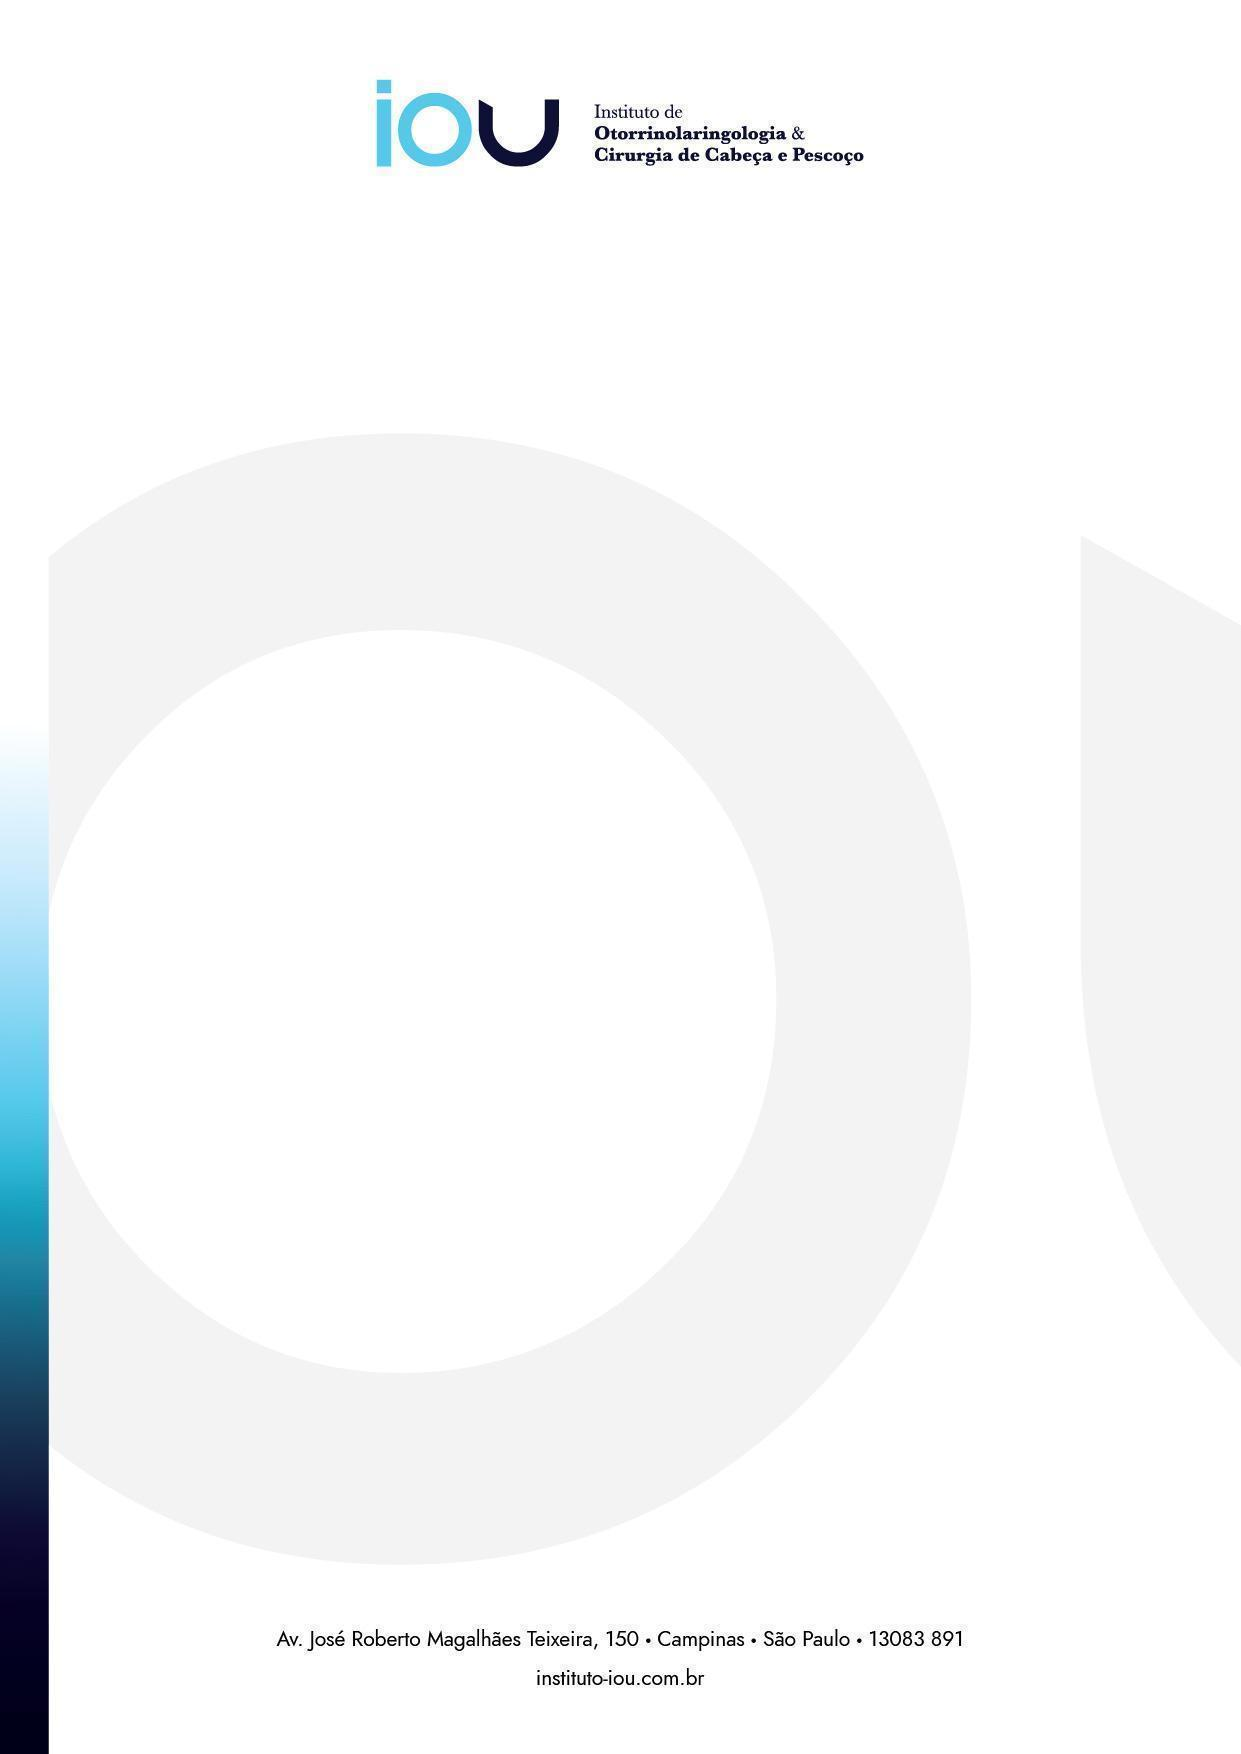 iou
Instituto de
Otorrinolaringologia &
Cirurgia de Cabeça e Pescoço
Av. José Roberto Magalhães Teixeira, 150 • Campinas • São Paulo • 13083 891
instituto-iou.com.br